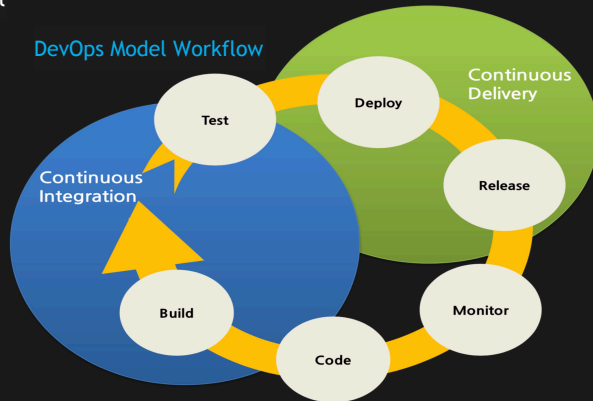 DevOps Model Workflow
Continuous
Delivery
Deploy
Test
Continuous
Integration
Release
Build
Monitor
Code